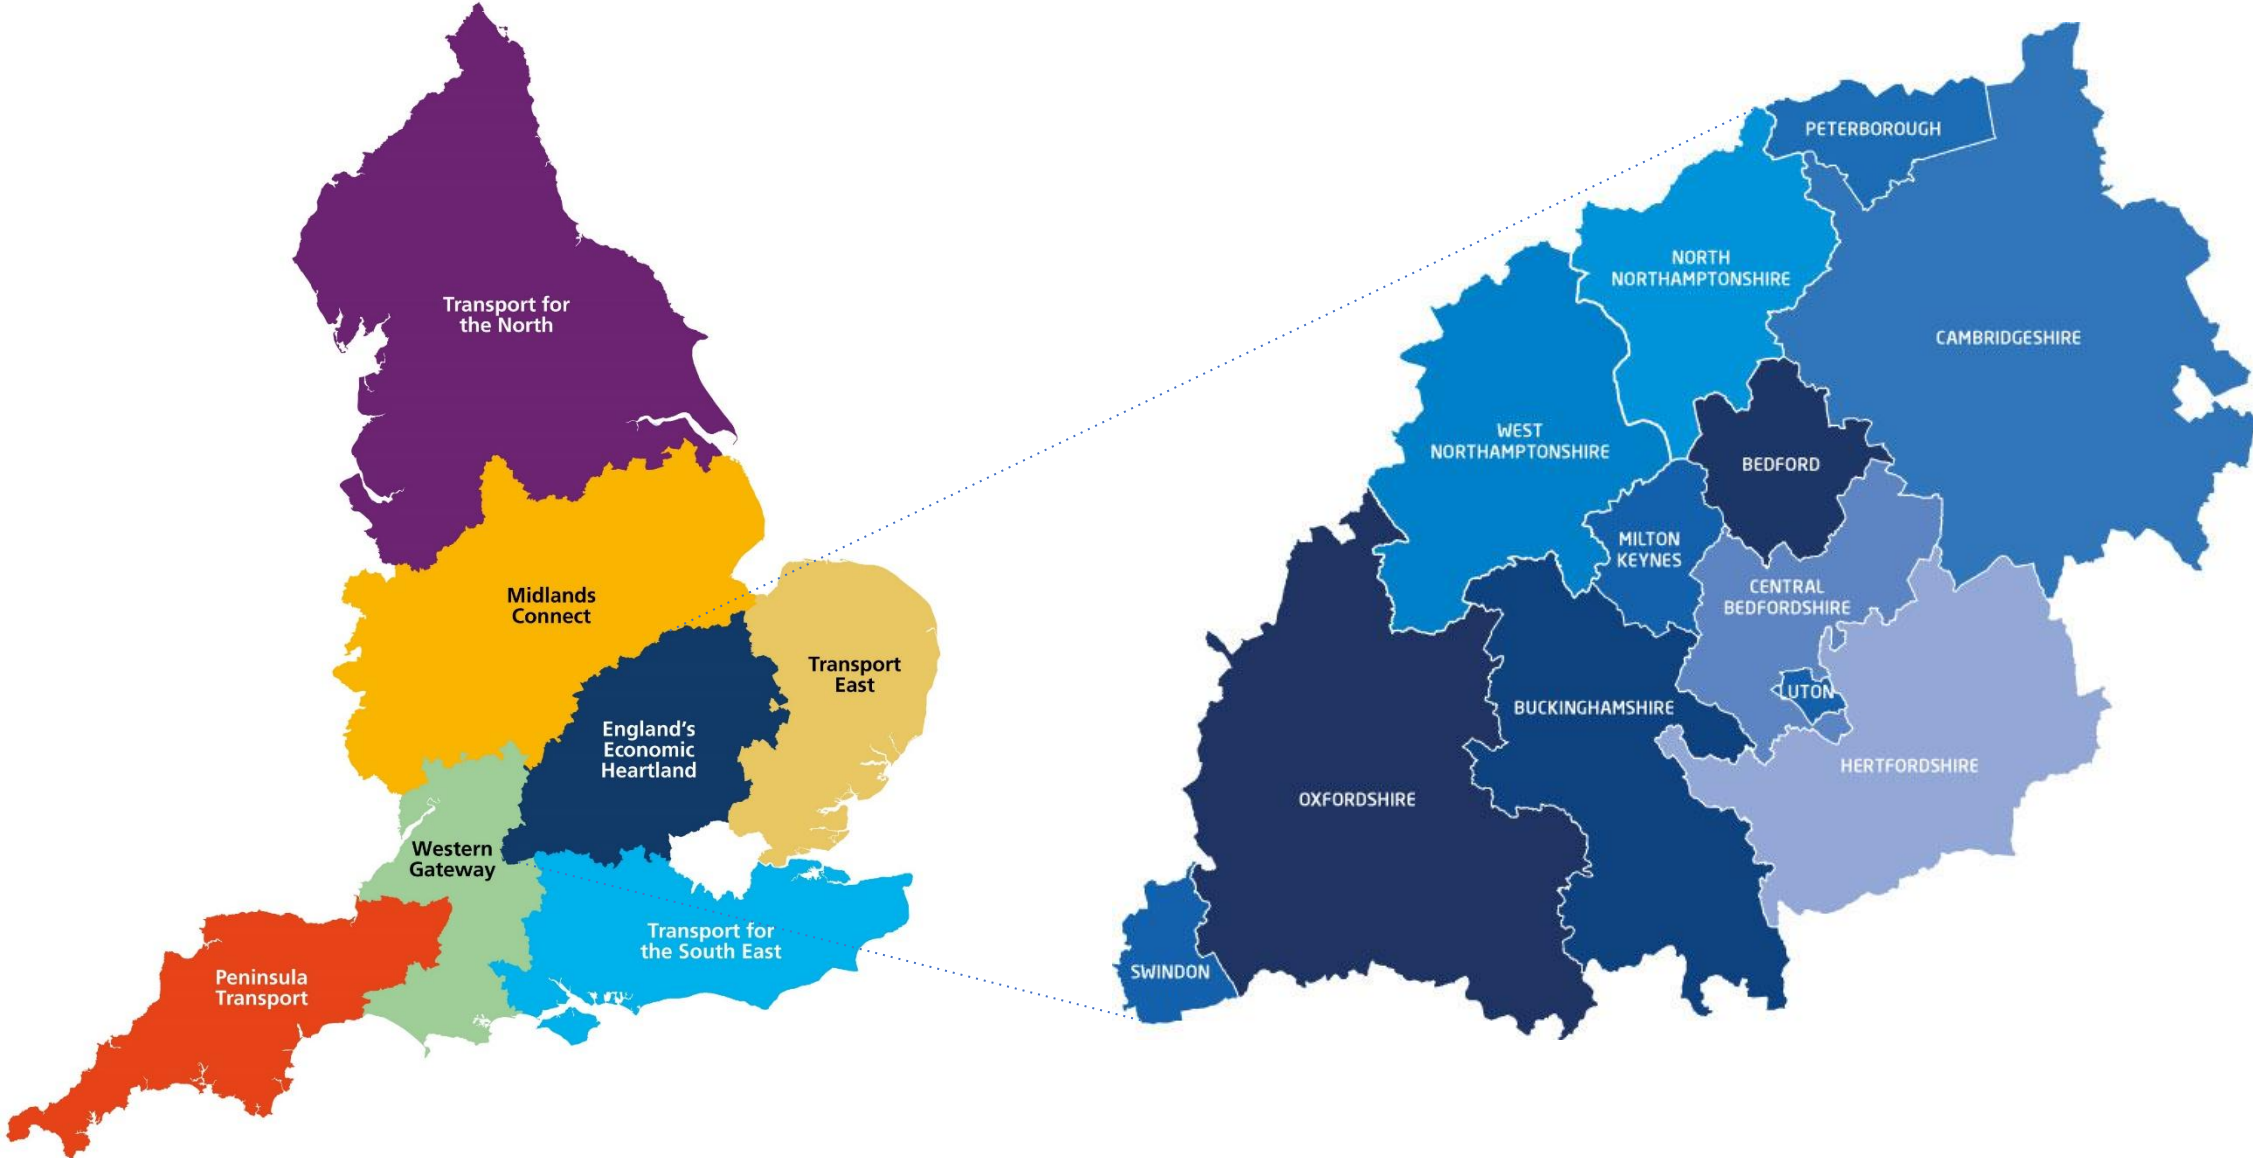 Transport for
the North
Midlands
Connect
Transport
East
England's
Economic
Heartland
Western
Gateway
Transport for
the South East
Peninsula
Transport
PETERBOROUGH
NORTH
NORTHAMPTONSHIRE
CAMBRIDGESHIRE
WEST
NORTHAMPTONSHIRE
BEDFORD
MILTON
KEYNES
CENTRAL
BEDFORDSHIRE
LUTON
BUCKINGHAMSHIRE
HERTFORDSHIRE
OXFORDSHIRE
SWINDON